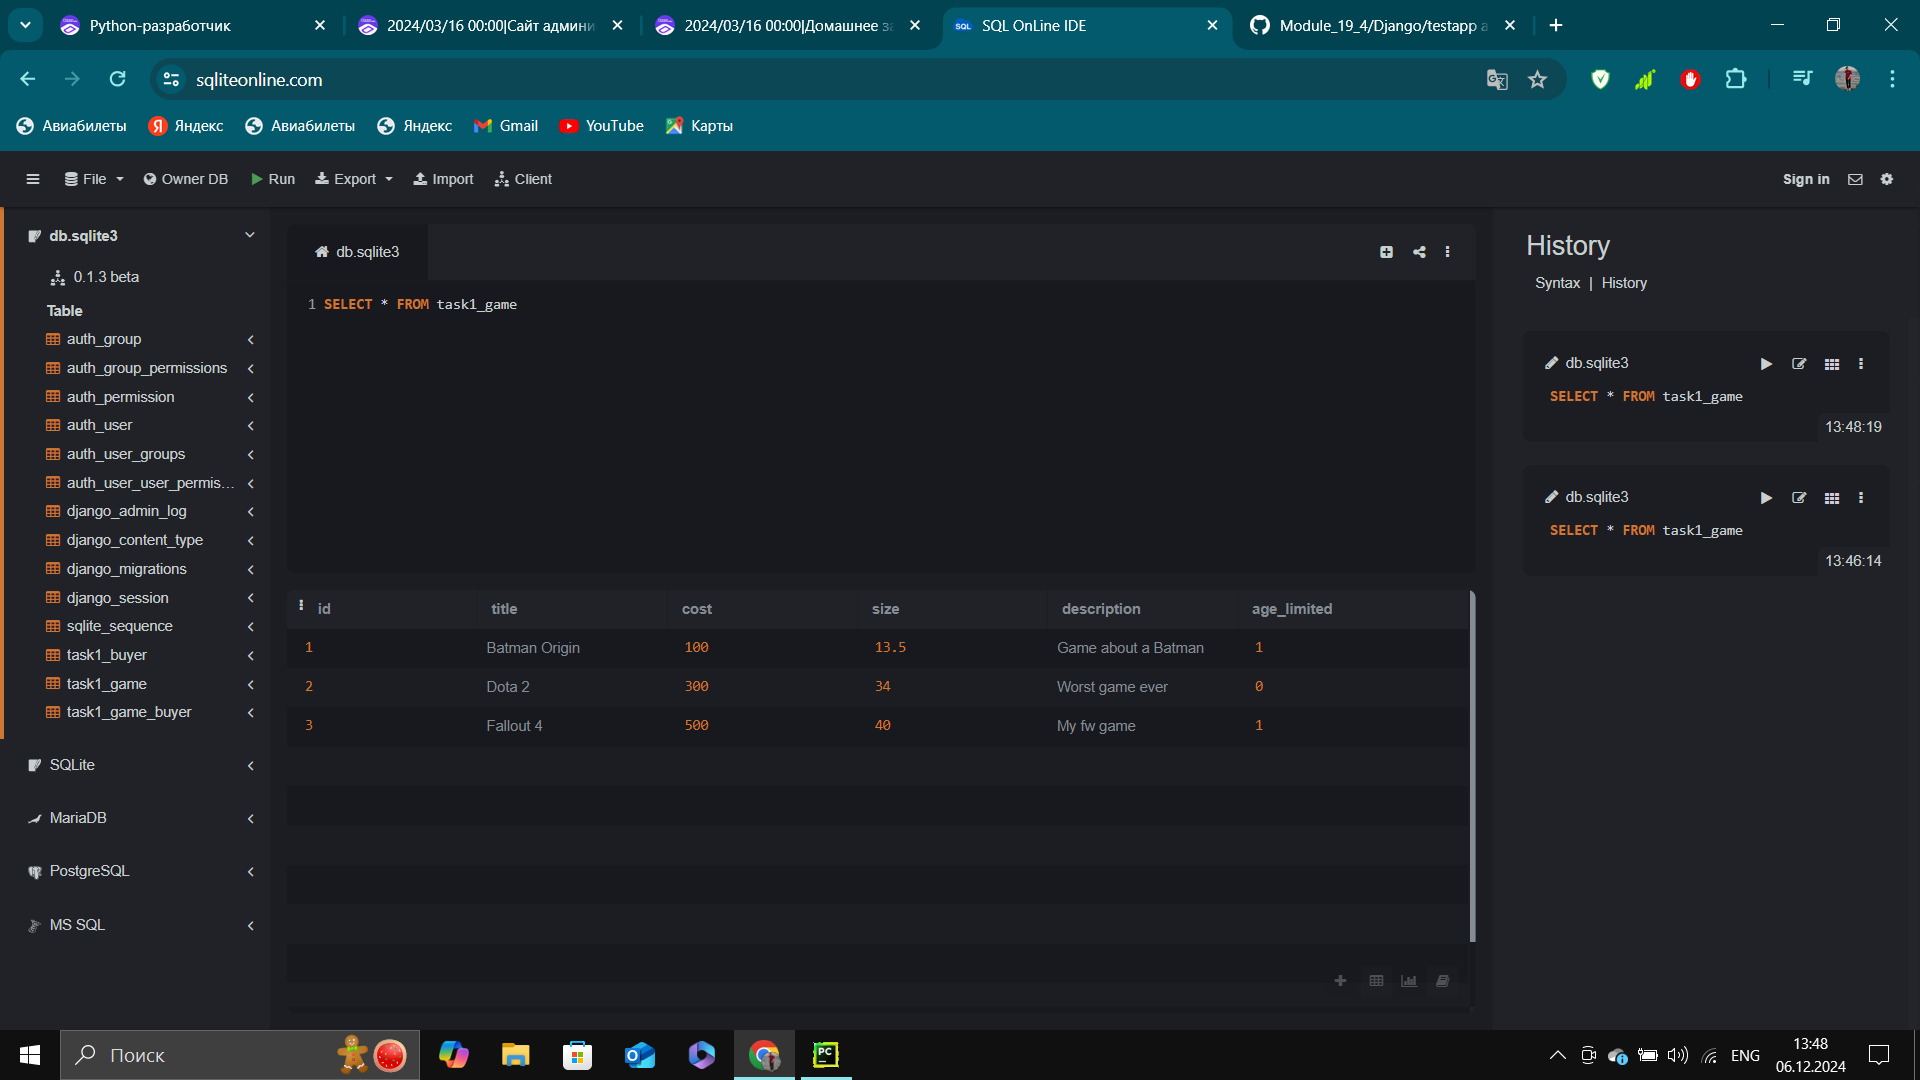 Python-разработчик
2024/03/16 00:00|Сайт админи
2024/03/16 00:00|Домашнее за
SQL SQL OnLine IDE
Module_19_4/Django/testapp a
sqliteonline.com
Авиабилеты Яндекс Авиабилеты Яндекс Gmail YouTube Карты
File Owner DB Run Export Import Client Sign in
db.sqlite3
0.1.3 beta
Table
auth_group
auth_group_permissions
auth_permission
auth_user
auth_user_groups
auth_user_user_permis...
django_admin_log
django_content_type
django_migrations
django_session
sqlite_sequence
task1_buyer
task1_game
task1_game_buyer
SQLite
MariaDB
PostgreSQL
MS SQL
db.sqlite3
1 SELECT * FROM task1_game
id title cost size description age_limited
1 Batman Origin 100 13.5 Game about a Batman 1
2 Dota 2 300 34 Worst game ever 0
3 Fallout 4 500 40 My fw game 1
History
Syntax | History
db.sqlite3
SELECT * FROM task1_game
13:48:19
db.sqlite3
SELECT * FROM task1_game
13:46:14
Поиск
PC
ENG
13:48
06.12.2024